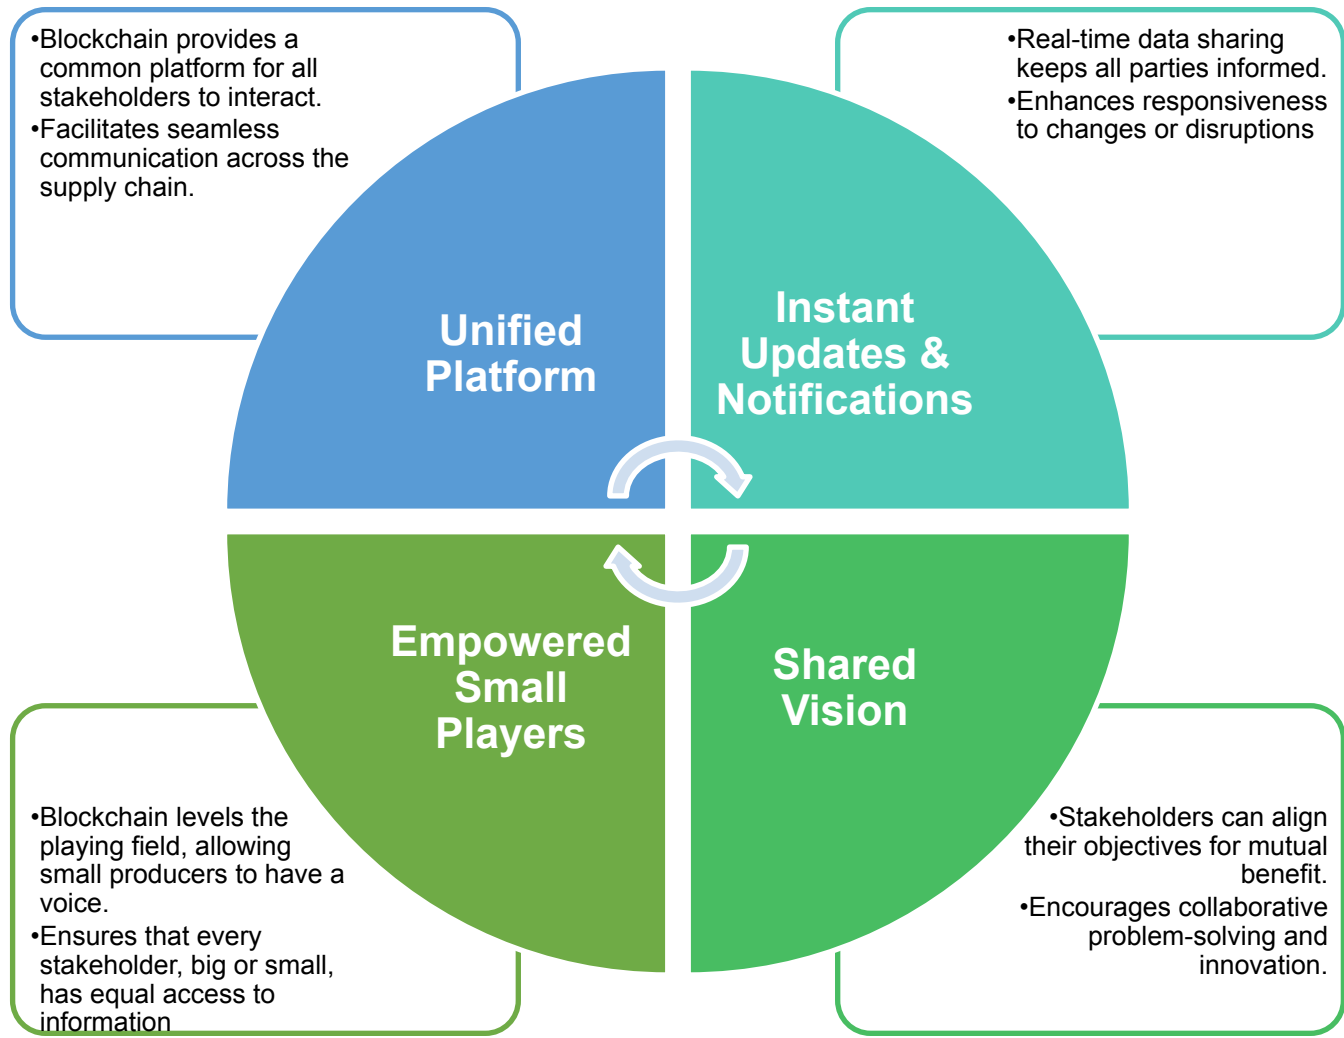 •Blockchain provides a
common platform for all
stakeholders to interact.
•Facilitates seamless
communication across the
supply chain.
•Real-time data sharing
keeps all parties informed.
•Enhances responsiveness
to changes or disruptions
Unified
Platform
Instant
Updates &
Notifications
Empowered
Small
Players
Shared
Vision
•Blockchain levels the
playing field, allowing
small producers to have a
voice.
•Ensures that every
stakeholder, big or small,
has equal access to
information
•Stakeholders can align
their objectives for mutual
benefit.
•Encourages collaborative
problem-solving and
innovation.